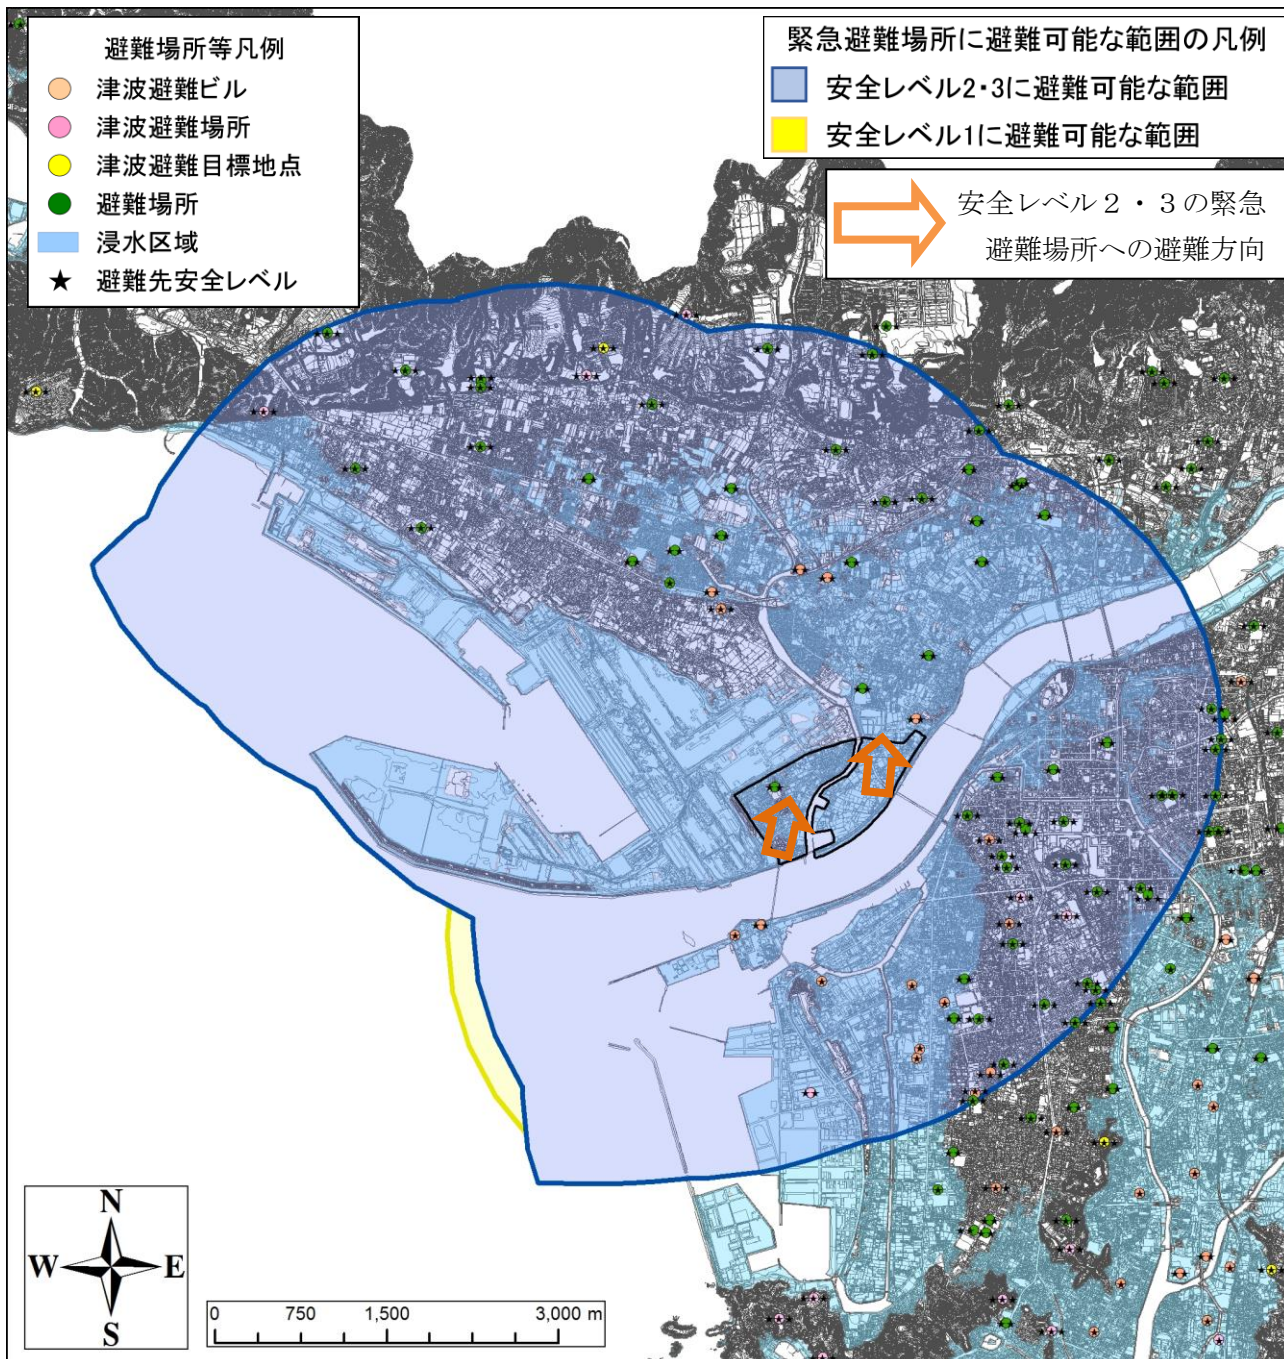 避難場所等凡例
津波避難ビル
津波避難場所
津波避難目標地点
避難場所
浸水区域
避難先安全レベル
緊急避難場所に避難可能な範囲の凡例
安全レベル2・3に避難可能な範囲
安全レベル1に避難可能な範囲
安全レベル２・３の緊急
避難場所への避難方向
N
W E
S
0 750 1,500 3,000 m